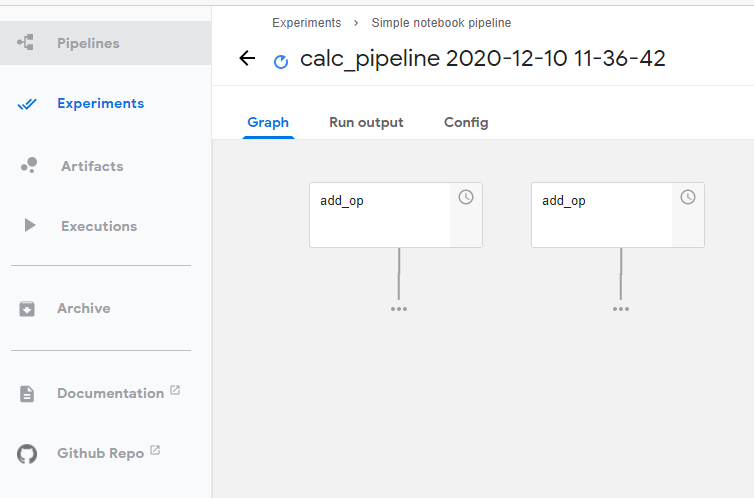 Pipelines
Experiments
Artifacts
Executions
Archive
Documentation
Github Repo
Experiments > Simple notebook pipeline
calc_pipeline 2020-12-10 11-36-42
Graph Run output Config
add_op add_op
••• •••